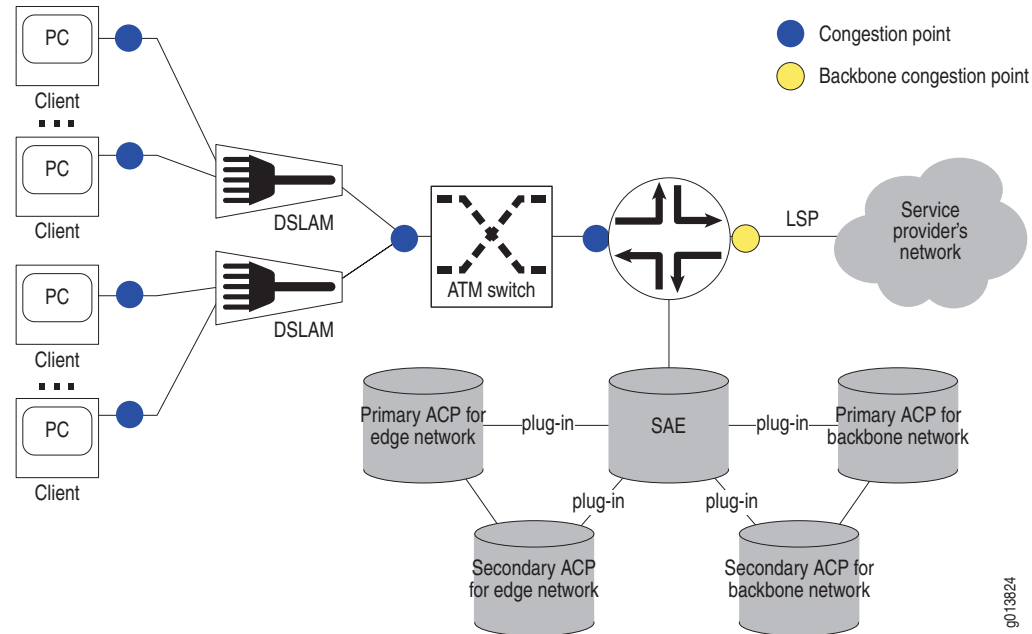 PC
Client
PC
Client
PC
Client
PC
Client
DSLAM
DSLAM
ATM switch
LSP
Service
provider's
network
Congestion point
Backbone congestion point
Primary ACP for
edge network
plug-in
SAE
plug-in
Primary ACP for
backbone network
plug-in
plug-in
Secondary ACP
for edge network
Secondary ACP for
backbone network
g013824